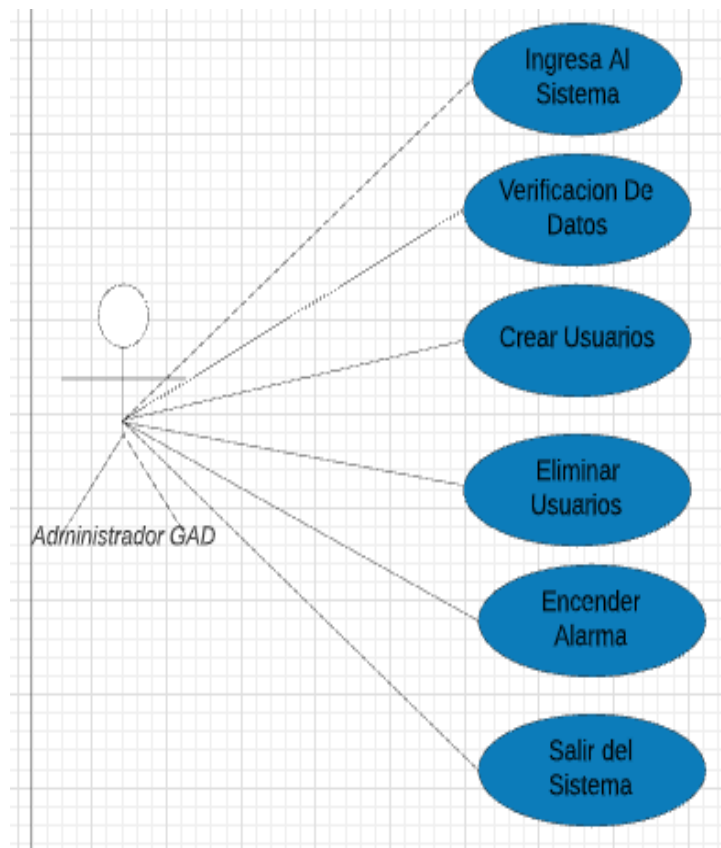 Ingresa Al
Sistema
Verificacion De
Datos
Crear Usuarios
Eliminar
Usuarios
Administrador GAD
Encender
Alarma
Salir del
Sistema